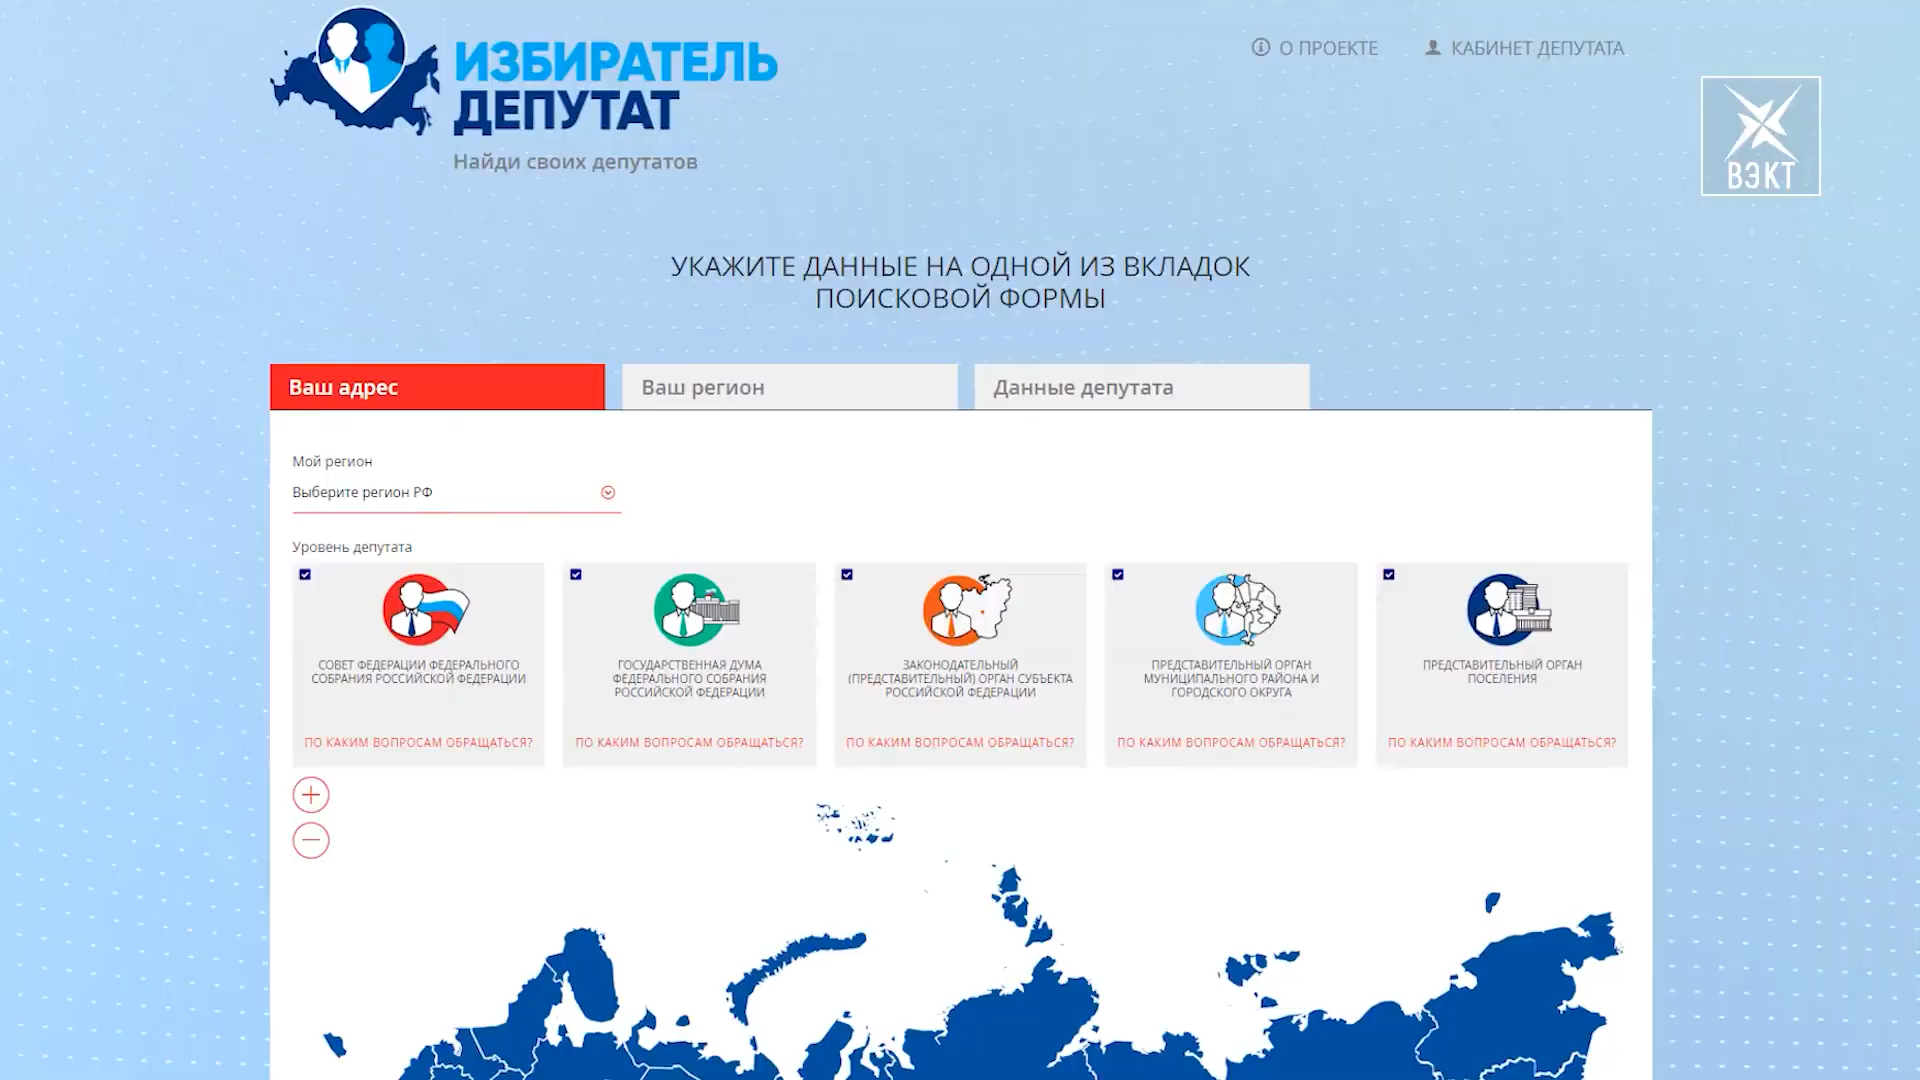 ИЗБИРАТЕЛЬ
ДЕПУТАТ
Найди своих депутатов
О ПРОЕКТЕ
КАБИНЕТ ДЕПУТАТА
ВЭКТ
УКАЖИТЕ ДАННЫЕ НА ОДНОЙ ИЗ ВКЛАДОК
ПОИСКОВОЙ ФОРМЫ
Ваш адрес
Ваш регион
Данные депутата
Мой регион
Выберите регион РФ
Уровень депутата
СОВЕТ ФЕДЕРАЦИИ ФЕДЕРАЛЬНОГО
СОБРАНИЯ РОССИЙСКОЙ ФЕДЕРАЦИИ
ПО КАКИМ ВОПРОСАМ ОБРАЩАТЬСЯ?
ГОСУДАРСТВЕННАЯ ДУМА
ФЕДЕРАЛЬНОГО СОБРАНИЯ
РОССИЙСКОЙ ФЕДЕРАЦИИ
ПО КАКИМ ВОПРОСАМ ОБРАЩАТЬСЯ?
ЗАКОНОДАТЕЛЬНЫЙ
(ПРЕДСТАВИТЕЛЬНЫЙ) ОРГАН СУБЪЕКТА
РОССИЙСКОЙ ФЕДЕРАЦИИ
ПО КАКИМ ВОПРОСАМ ОБРАЩАТЬСЯ?
ПРЕДСТАВИТЕЛЬНЫЙ ОРГАН
МУНИЦИПАЛЬНОГО РАЙОНА И
ГОРОДСКОГО ОКРУГА
ПО КАКИМ ВОПРОСАМ ОБРАЩАТЬСЯ?
ПРЕДСТАВИТЕЛЬНЫЙ ОРГАН
ПОСЕЛЕНИЯ
ПО КАКИМ ВОПРОСАМ ОБРАЩАТЬСЯ?